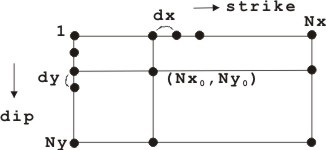 dx
strike
1
Nx
dy
(Nx₀,Ny₀)
dip
Ny